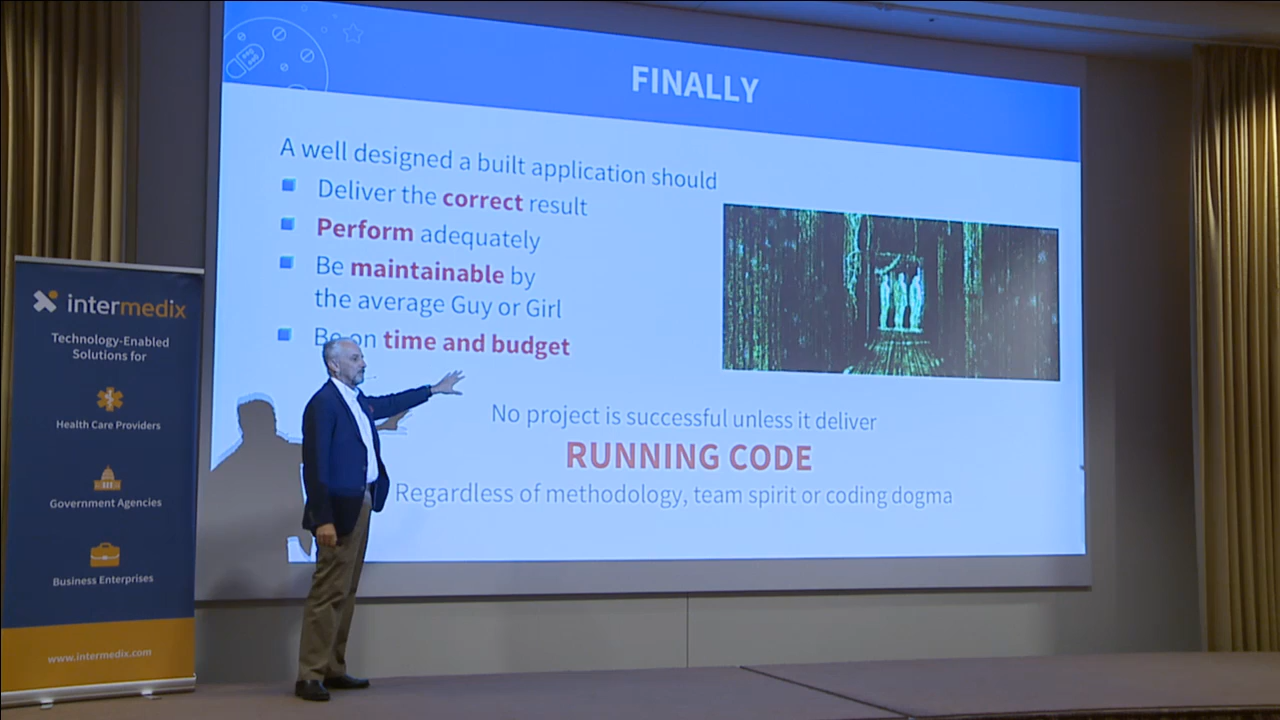 FINALLY
A well designed a built application should
Deliver the correct result
Perform adequately
Be maintainable by
the average Guy or Girl
Be on time and budget
No project is successful unless it deliver
RUNNING CODE
Regardless of methodology, team spirit or coding dogma
intermedix
Technology-Enabled
Solutions for
Health Care Providers
Government Agencies
Business Enterprises
www.intermedix.com